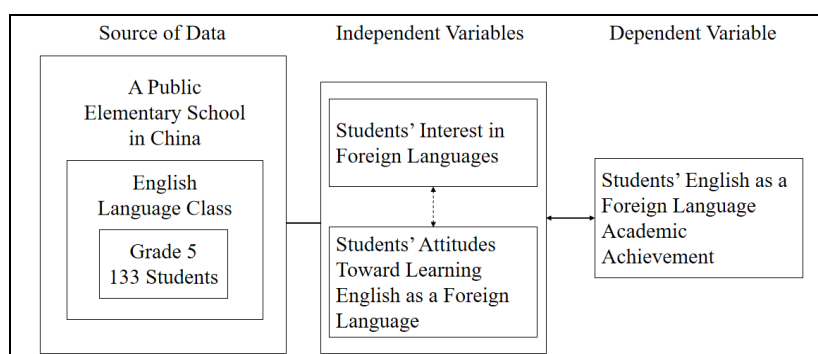 Source of Data
Independent Variables
Dependent Variable
A Public
Elementary School
in China
English
Language Class
Grade 5
133 Students
Students’ Interest in
Foreign Languages
Students’ Attitudes
Toward Learning
English as a Foreign
Language
Students’ English as a
Foreign Language
Academic
Achievement